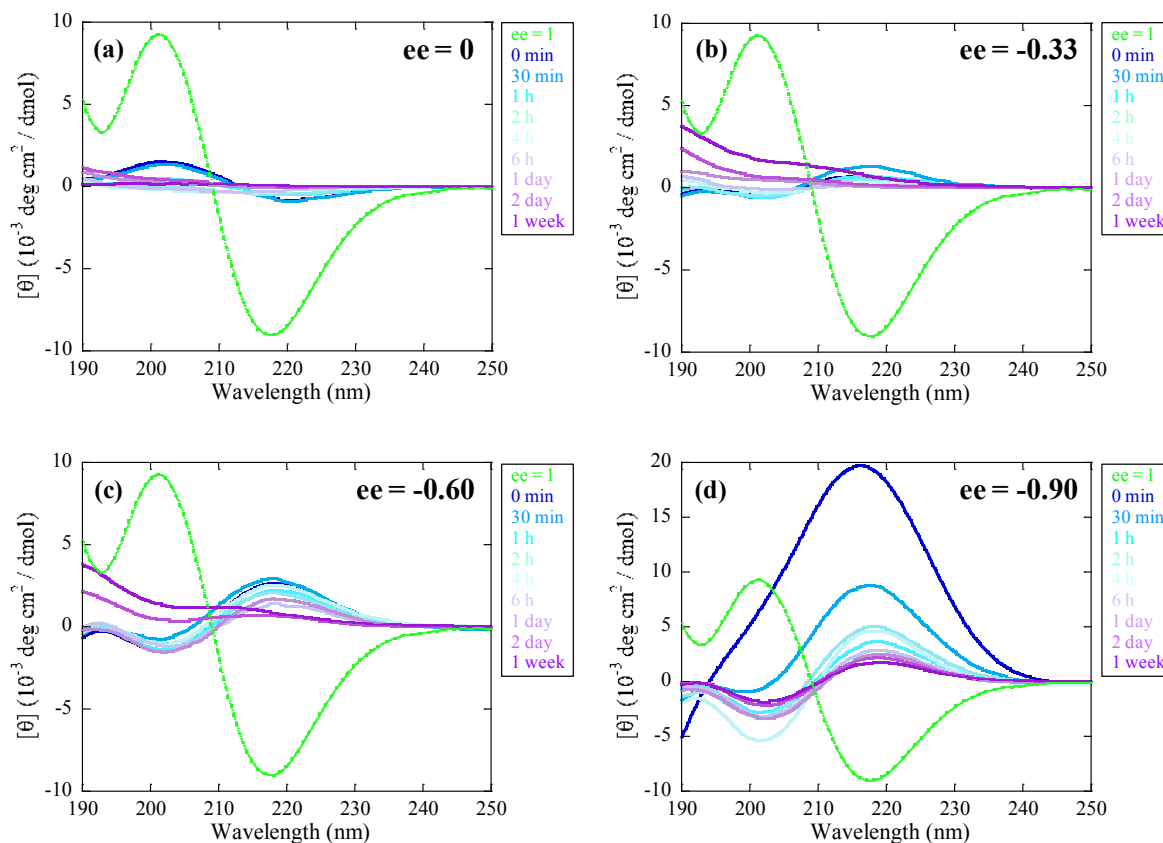 (a)
ee = 0
10
5
0
-5
-10
[θ] (10⁻³ deg cm² / dmol)
190 200 210 220 230 240 250
Wavelength (nm)
ee = 1
0 min
30 min
1 h
2 h
4 h
6 h
1 day
2 day
1 week
(b)
ee = -0.33
10
5
0
-5
-10
[θ] (10⁻³ deg cm² / dmol)
190 200 210 220 230 240 250
Wavelength (nm)
ee = 1
0 min
30 min
1 h
2 h
4 h
6 h
1 day
2 day
1 week
(c)
ee = -0.60
10
5
0
-5
-10
[θ] (10⁻³ deg cm² / dmol)
190 200 210 220 230 240 250
Wavelength (nm)
ee = 1
0 min
30 min
1 h
2 h
4 h
6 h
1 day
2 day
1 week
(d)
ee = -0.90
20
15
10
5
0
-5
-10
[θ] (10⁻³ deg cm² / dmol)
190 200 210 220 230 240 250
Wavelength (nm)
ee = 1
0 min
30 min
1 h
2 h
4 h
6 h
1 day
2 day
1 week